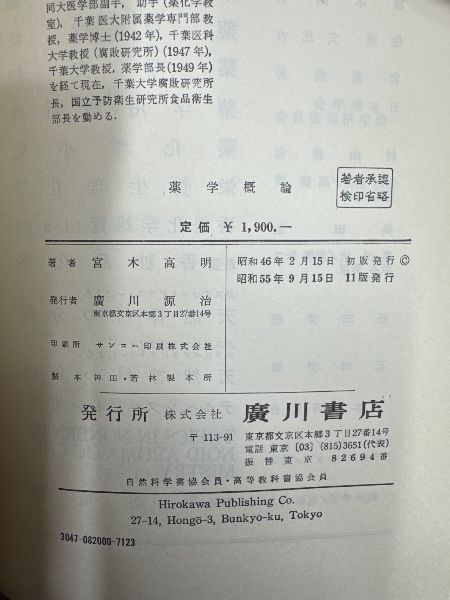 同大医学部副手, 助手 (薬化学教
室), 千葉医大附属薬学専門部教
授, 薬学博士 (1942年), 千葉医科
大学教授 (腐敗研究所) (1947年),
千葉大学教授, 薬学部長 (1949年)
を経て現在, 千葉大学腐敗研究所
長, 国立予防衛生研究所食品衛生
部長を勤める.
薬学概論
著者承認
検印省略
定価 ¥ 1,900.—
著者 宮木高明
発行者 廣川源治
東京都文京区本郷3丁目27番14号
印刷所 サンコー印刷株式会社
製本 神田・若林製本所
昭和46年2月15日 初版発行 ©
昭和55年9月15日 11版発行
発行所 株式会社 廣川書店
〒113-91 東京都文京区本郷3丁目27番14号
電話 東京 [03] (815)3651(代表)
振替 東京 82694番
自然科学書協会員・高等教科書協会員
Hirokawa Publishing Co.
27-14, Hongō-3, Bunkyo-ku, Tokyo
3047-082000-7123